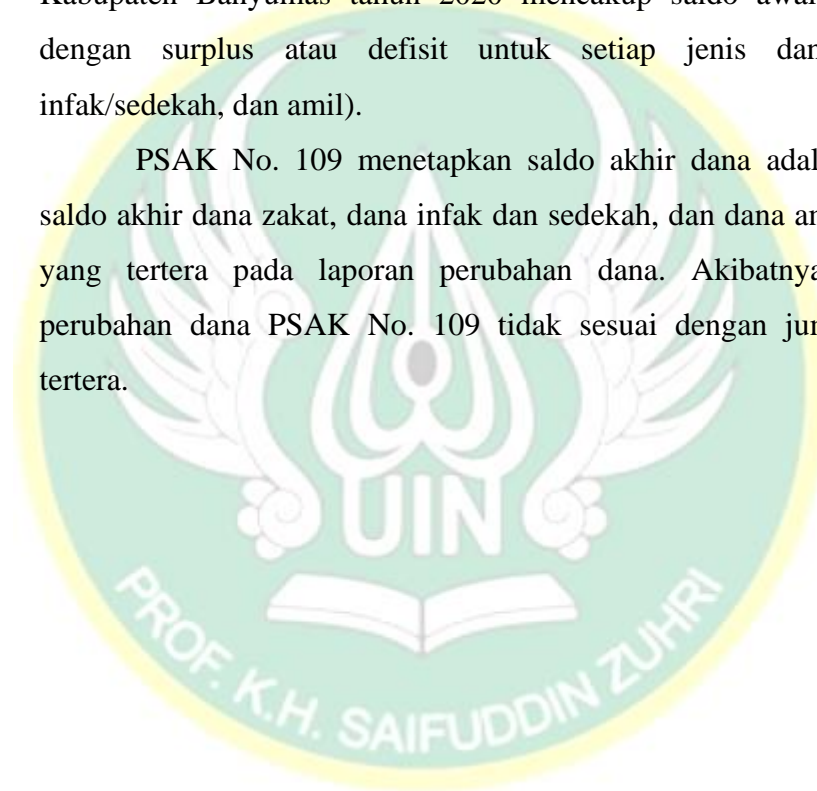 Kabupaten Banyumas tahun 2020 mencakup saldo awal
dengan surplus atau defisit untuk setiap jenis dan
infak/sedekah, dan amil).
PSAK No. 109 menetapkan saldo akhir dana adal
saldo akhir dana zakat, dana infak dan sedekah, dan dana
yang tertera pada laporan perubahan dana. Akibatnya
perubahan dana PSAK No. 109 tidak sesuai dengan
tertera.
UIN
PROF. K.H. SAIFUDDIN ZUHRI